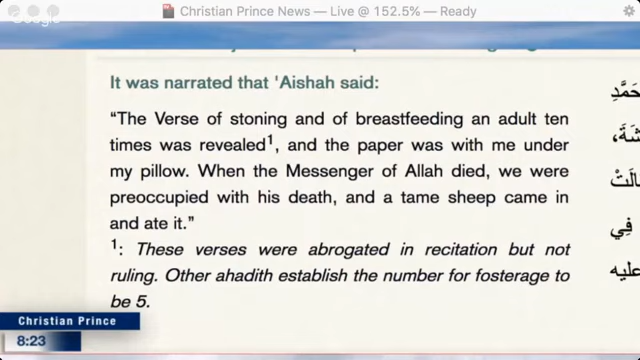 Christian Prince News — Live @ 152.5% — Ready
Google
It was narrated that 'Aishah said:
"The Verse of stoning and of breastfeeding an adult ten
times was revealed¹, and the paper was with me under
my pillow. When the Messenger of Allah died, we were
preoccupied with his death, and a tame sheep came in
and ate it."
¹: These verses were abrogated in recitation but not
ruling. Other ahadith establish the number for fosterage to
be 5.
فِي
عليه
Christian Prince
8:23